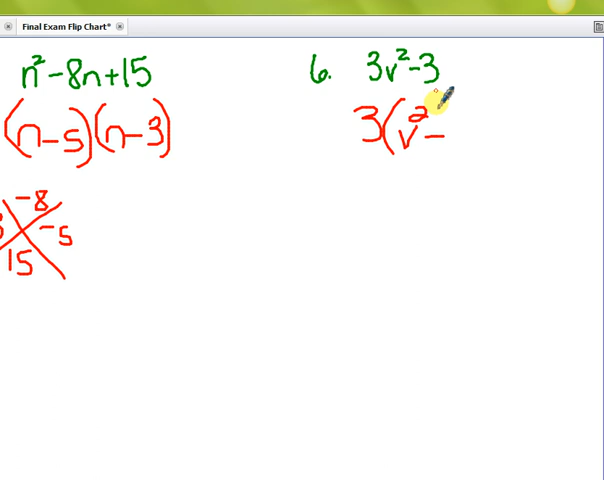 Final Exam Flip Chart*
n² - 8n + 15
(n - 5)(n - 3)
-8
-5
15
6. 3v² - 3
3(v² -